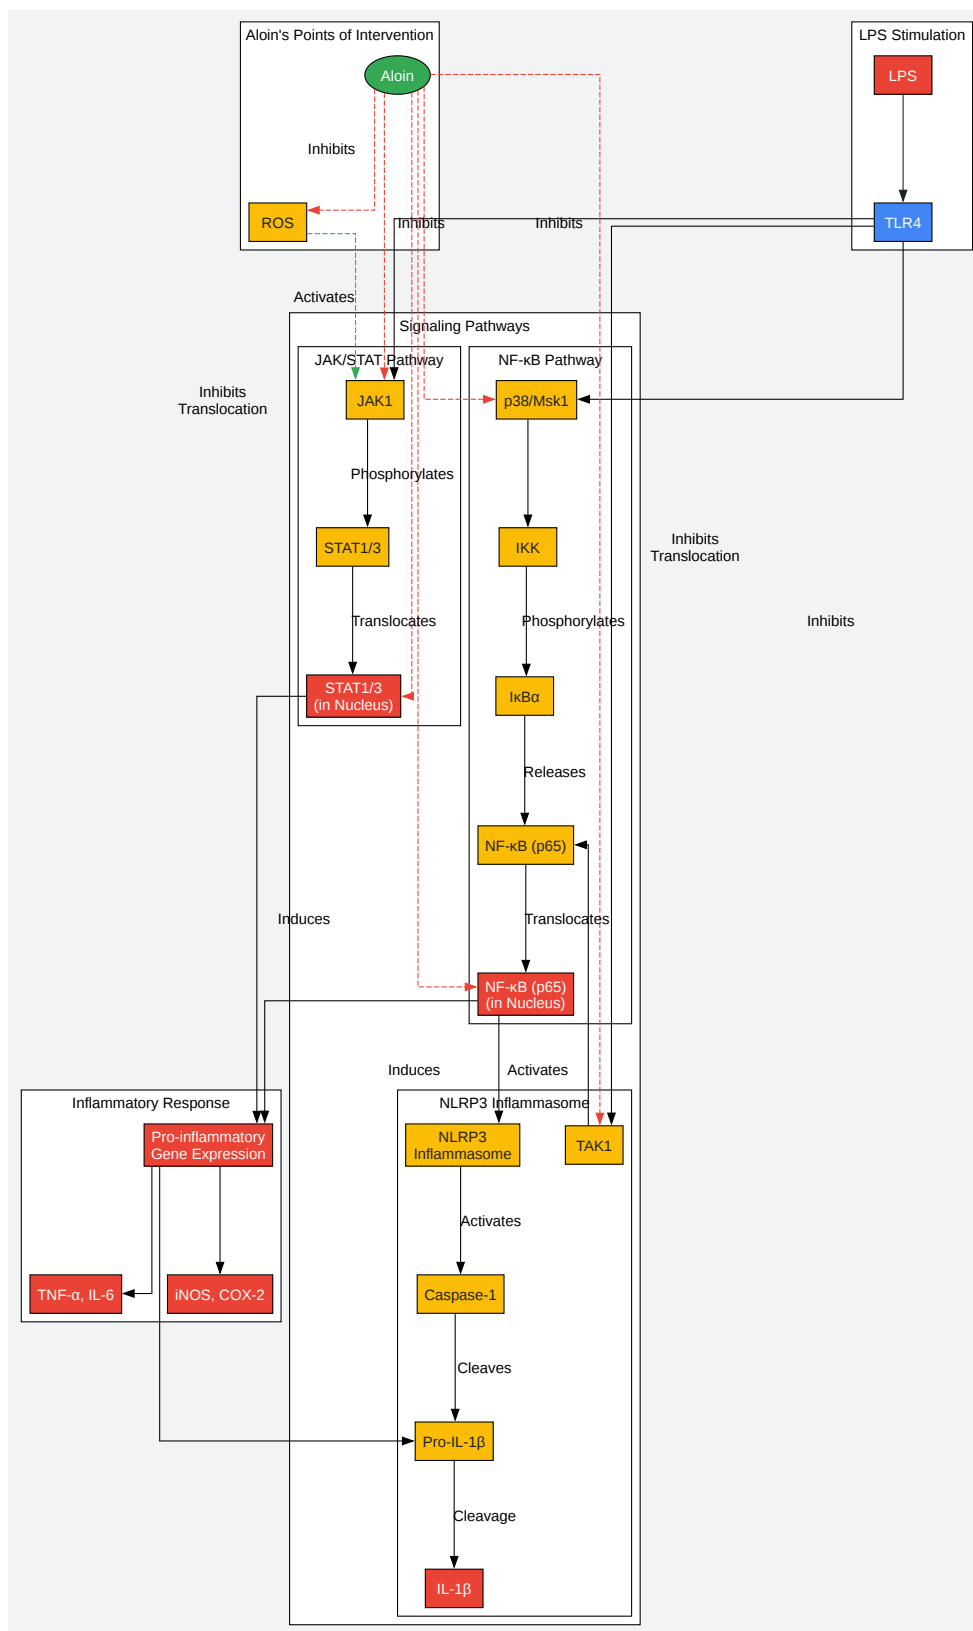 Aloin's Points of Intervention
LPS Stimulation
Aloin
LPS
Inhibits
ROS
Inhibits
Inhibits
TLR4
Activates
Signaling Pathways
JAK/STAT Pathway
NF-κB Pathway
Inhibits
Translocation
JAK1
p38/Msk1
Phosphorylates
STAT1/3
IKK
Inhibits
Translocation
Translocates
Phosphorylates
Inhibits
STAT1/3
(in Nucleus)
IκBα
Releases
NF-κB (p65)
Induces
Translocates
NF-κB (p65)
(in Nucleus)
Induces
Activates
Inflammatory Response
NLRP3 Inflammasome
Pro-inflammatory
Gene Expression
NLRP3
Inflammasome
TAK1
Activates
TNF-α, IL-6
iNOS, COX-2
Caspase-1
Cleaves
Pro-IL-1β
Cleavage
IL-1β